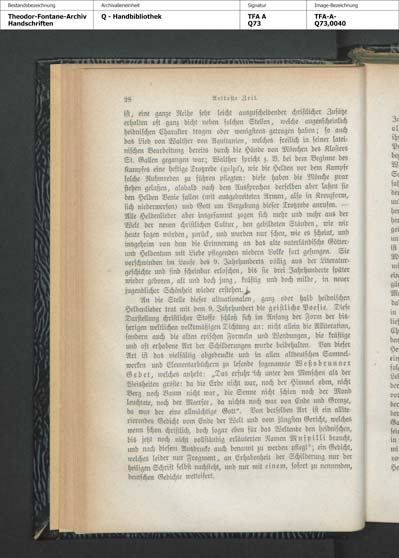 Bestandsbezeichnung
Archivalieneinheit
Signatur
Image-Bezeichnung
Theodor-Fontane-Archiv
Handschriften
Q - Handbibliothek
TFA A
Q73
TFA-A-
Q73,0040
28 Aelteste Zeit.
ist, eine ganze Reihe sehr leicht auszuscheidender christlicher Zusätze
erhalten oft ganz dicht neben solchen Stellen, welche augenscheinlich
heidnischen Charakter tragen oder wenigstens getragen haben; so auch
das Lied von Walther von Aquitanien, welches freilich in seiner latei-
nischen Bearbeitung bereits durch die Hände von Mönchen des Klosters
St. Gallen gegangen war; Walther spricht z. B. bei dem Beginne des
Kampfes eine heftige Trotzrede, wie die Helden vor dem Kampfe
solche Ruhmreden zu führen pflegten: diese haben die Mönche zwar
stehen gelassen, alsbald nach dem Aussprechen derselben aber lassen sie
den Helden Venie fallen (mit ausgebreiteten Armen, also in Kreuzform,
sich niederwerfen) und Gott um Vergebung dieser Trotzrede anrufen. —
Alle Heldenlieder aber insgesammt zogen sich mehr und mehr aus der
Welt der neuen christlichen Cultur, den gebildeten Ständen, wie wir
heute sagen würden, zurück, und wurden nur schon, wie es scheint, und
ingeheim von dem die Erinnerung an das alte vaterländische Götter-
und Heldentum mit Liebe pflegenden niedern Volke fort gesungen. Sie
verschwinden im Laufe des 9. Jahrhunderts völlig aus der Literatur-
geschichte und sind scheinbar erloschen, bis sie drei Jahrhunderte später
wieder geboren, alt und doch jung, kräftig und doch milde, in neuer
jugendlicher Schönheit wieder erstehen.
An die Stelle dieser altnationalen, ganz oder halb heidnischen
Heldenlieder trat mit dem 9. Jahrhundert die geistliche Poesie. Diese
Darstellung christlicher Stoffe schloß sich im Anfang der Form der bis-
herigen weltlichen volksmäßigen Dichtung an: nicht allein die Alliteration,
sondern auch die alten epischen Formeln und Wendungen, die kräftige
und oft erhabene Art der Schilderungen wurde beibehalten. Von dieser
Art ist das vielfältig abgedruckte und in allen altdeutschen Sammel-
werken und Elementarbüchern zu lesende sogenannte Weßobrunner
Gebet, welches anhebt: „Das erfuhr ich unter den Menschen als der
Weisheiten größte: da die Erde nicht war, noch der Himmel oben, nicht
Berg noch Baum nicht war, die Sonne nicht schien noch der Mond
leuchtete, noch der Meersee, da nichts noch war von Ende und Grenze,
da war der eine allmächtige Gott“. Von derselben Art ist ein allite-
rierendes Gedicht vom Ende der Welt und vom jüngsten Gericht, welches
wenn schon christlich, doch sogar eben für das Weltende den heidnischen,
bis jetzt noch nicht vollständig erläuterten Namen Muspilli braucht,
und nach diesem Ausdrucke auch benannt zu werden pflegt; ein Gedicht,
welches leider nur Fragment, an Erhabenheit der Schilderung nur der
heiligen Schrift selbst nachsteht, und nur mit einem, sofort zu nennenden,
deutschen Gedichte wetteifert.